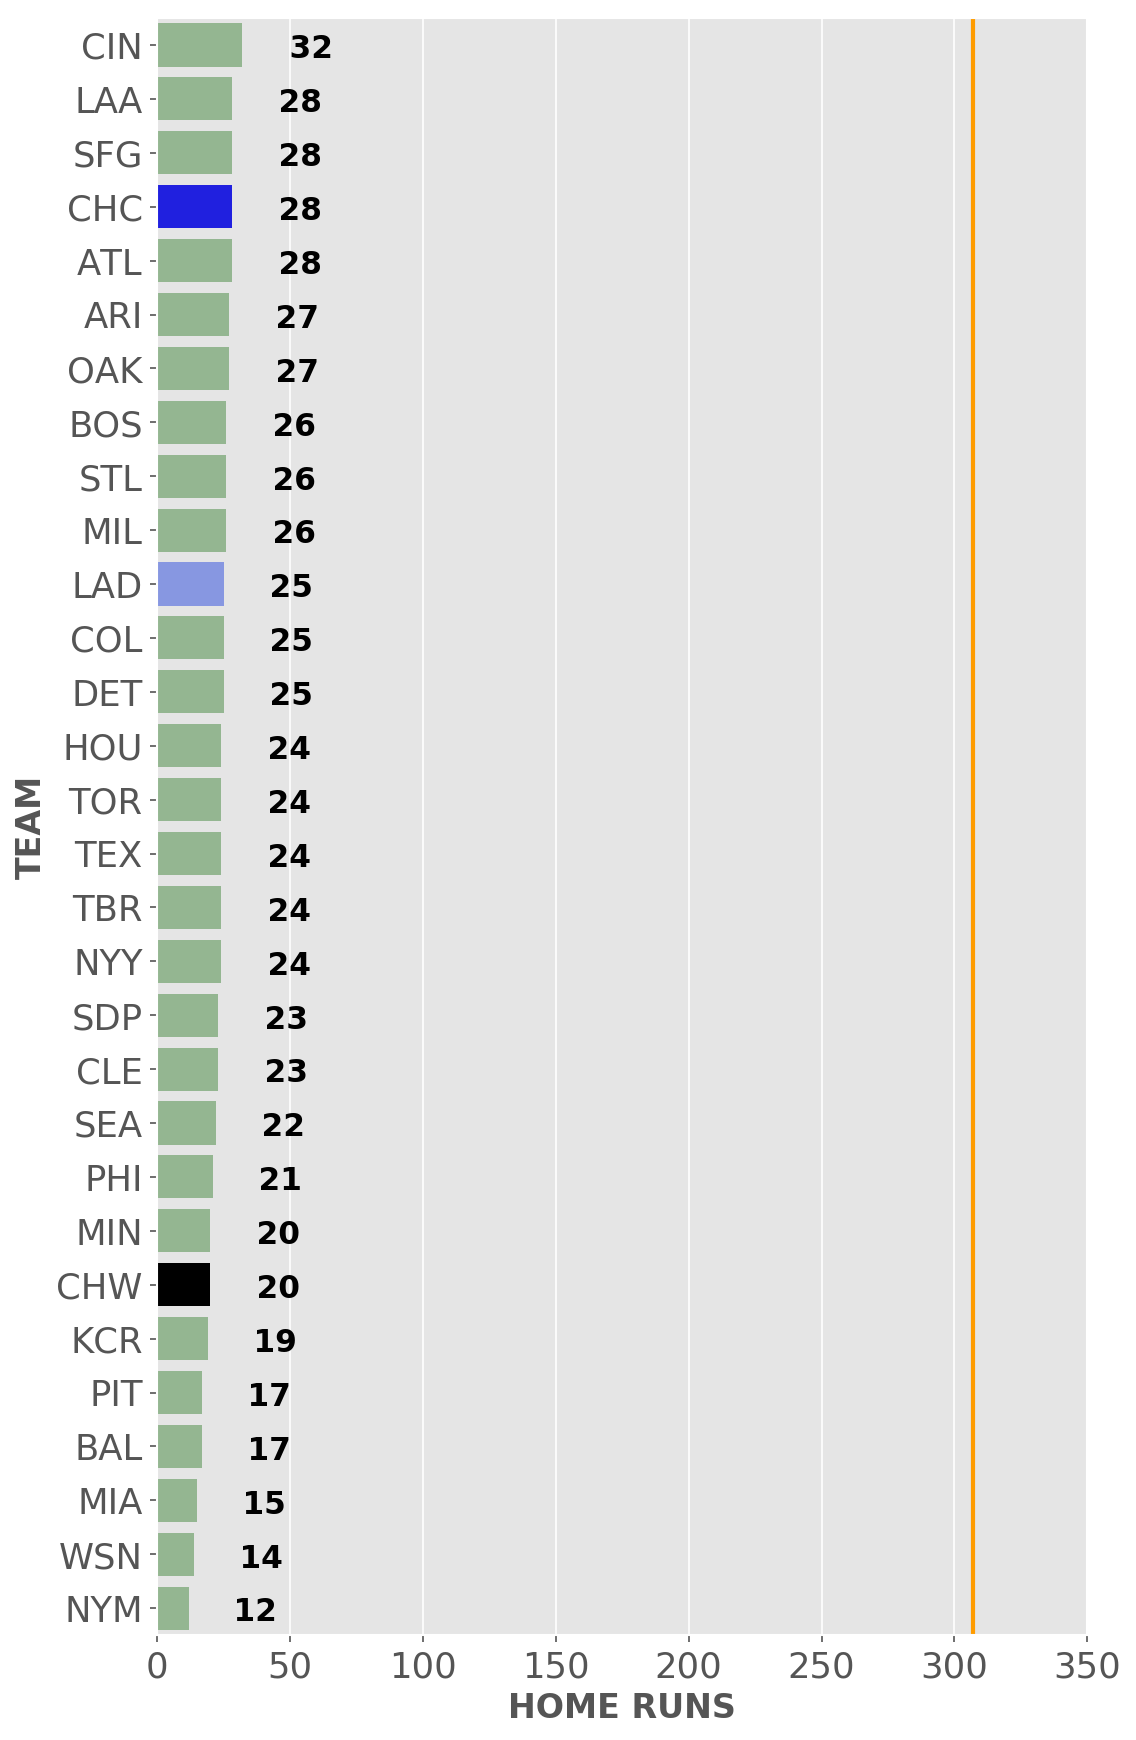 CIN 32
LAA 28
SFG 28
CHC 28
ATL 28
ARI 27
OAK 27
BOS 26
STL 26
MIL 26
LAD 25
COL 25
DET 25
HOU 24
TOR 24
TEX 24
TBR 24
NYY 24
SDP 23
CLE 23
SEA 22
PHI 21
MIN 20
CHW 20
KCR 19
PIT 17
BAL 17
MIA 15
WSN 14
NYM 12
TEAM
0 50 100 150 200 250 300 350
HOME RUNS